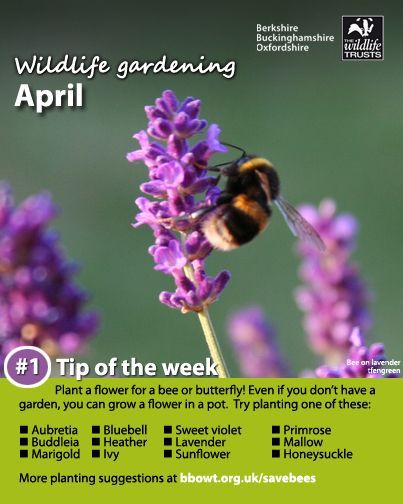 Berkshire
Buckinghamshire
Oxfordshire
THE
wildlife
TRUSTS
Wildlife gardening
April
Bee on lavender
tfengreen
#1 Tip of the week
Plant a flower for a bee or butterfly! Even if you don't have a
garden, you can grow a flower in a pot. Try planting one of these:
■ Aubretia ■ Bluebell ■ Sweet violet ■ Primrose
■ Buddleia ■ Heather ■ Lavender ■ Mallow
■ Marigold ■ Ivy ■ Sunflower ■ Honeysuckle
More planting suggestions at bbowt.org.uk/savebees